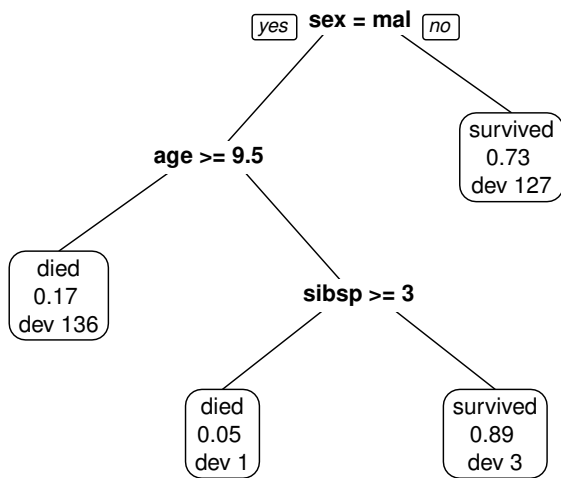 yes sex = mal no
survived
0.73
dev 127
age >= 9.5
died
0.17
dev 136
sibsp >= 3
died
0.05
dev 1
survived
0.89
dev 3